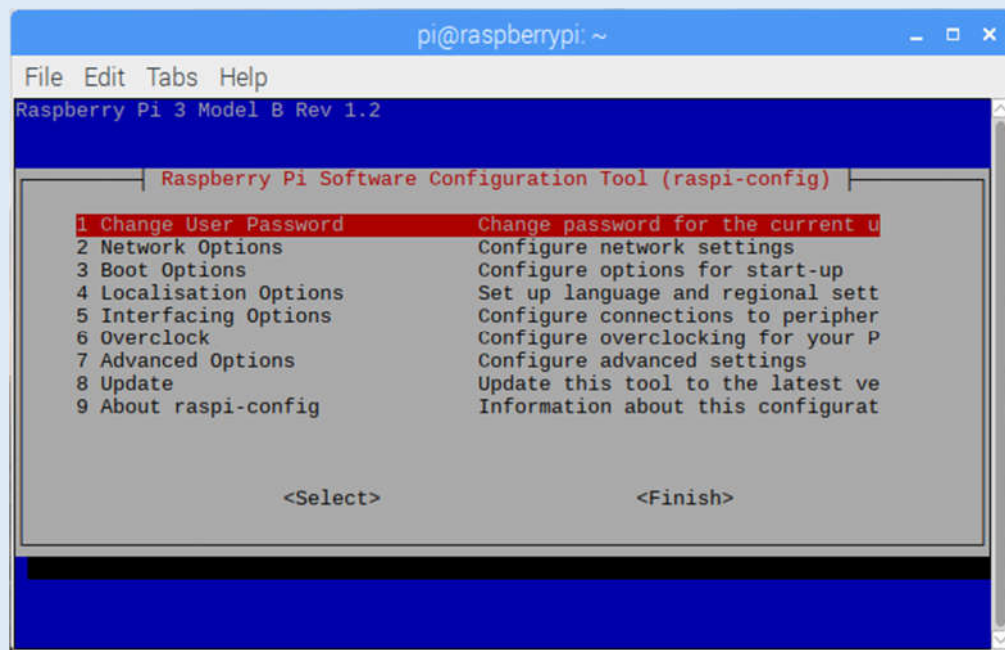 pi@raspberrypi: ~
File Edit Tabs Help
Raspberry Pi 3 Model B Rev 1.2
Raspberry Pi Software Configuration Tool (raspi-config)
1 Change User Password Change password for the current u
2 Network Options Configure network settings
3 Boot Options Configure options for start-up
4 Localisation Options Set up language and regional sett
5 Interfacing Options Configure connections to peripher
6 Overclock Configure overclocking for your P
7 Advanced Options Configure advanced settings
8 Update Update this tool to the latest ve
9 About raspi-config Information about this configurat
<Select> <Finish>